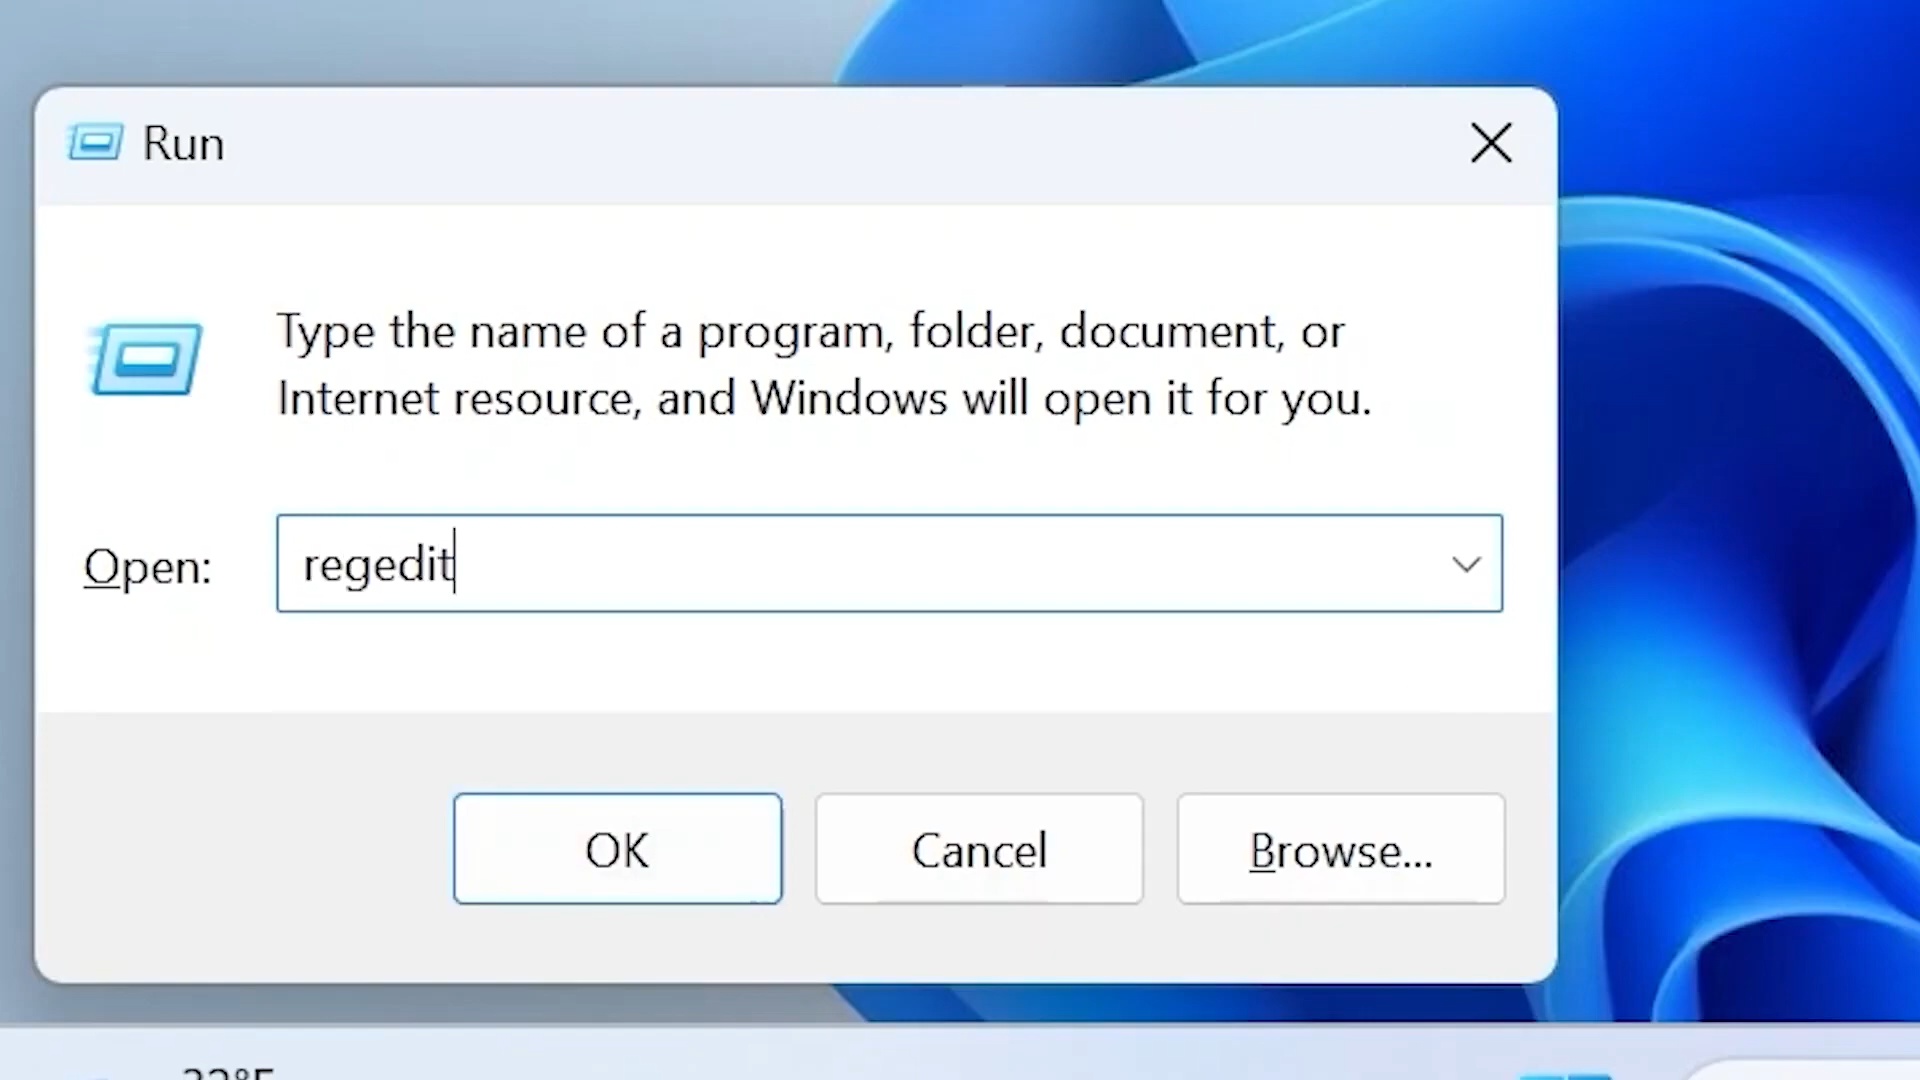 Run
Type the name of a program, folder, document, or
Internet resource, and Windows will open it for you.
Open:
regedit
OK
Cancel
Browse...